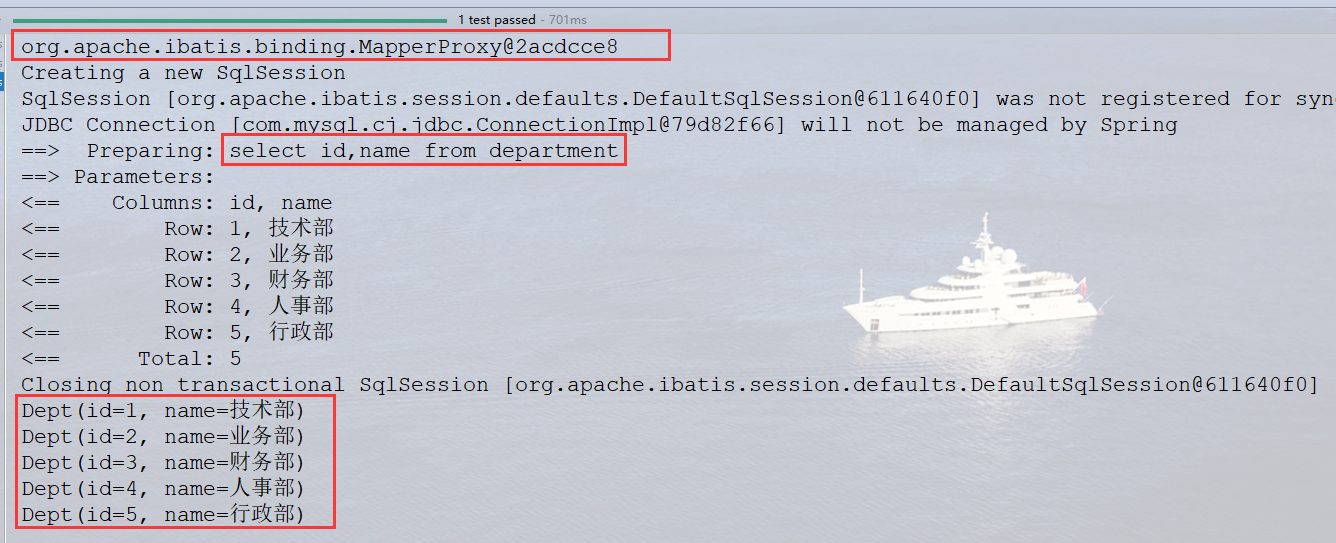 1 test passed - 701ms
org.apache.ibatis.binding.MapperProxy@2acdcce8
Creating a new SqlSession
SqlSession [org.apache.ibatis.session.defaults.DefaultSqlSession@611640f0] was not registered for syn
JDBC Connection [com.mysql.cj.jdbc.ConnectionImpl@79d82f66] will not be managed by Spring
==>  Preparing: select id,name from department
==> Parameters:
<==    Columns: id, name
<==        Row: 1, 技术部
<==        Row: 2, 业务部
<==        Row: 3, 财务部
<==        Row: 4, 人事部
<==        Row: 5, 行政部
<==      Total: 5
Closing non transactional SqlSession [org.apache.ibatis.session.defaults.DefaultSqlSession@611640f0]
Dept(id=1, name=技术部)
Dept(id=2, name=业务部)
Dept(id=3, name=财务部)
Dept(id=4, name=人事部)
Dept(id=5, name=行政部)